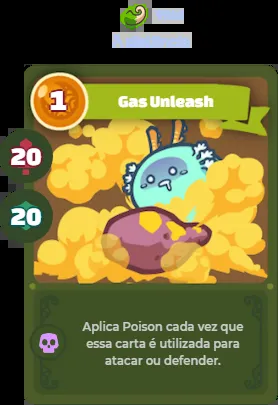 1
Gas Unleash
20
20
Aplica Poison cada vez que
essa carta é utilizada para
atacar ou defender.